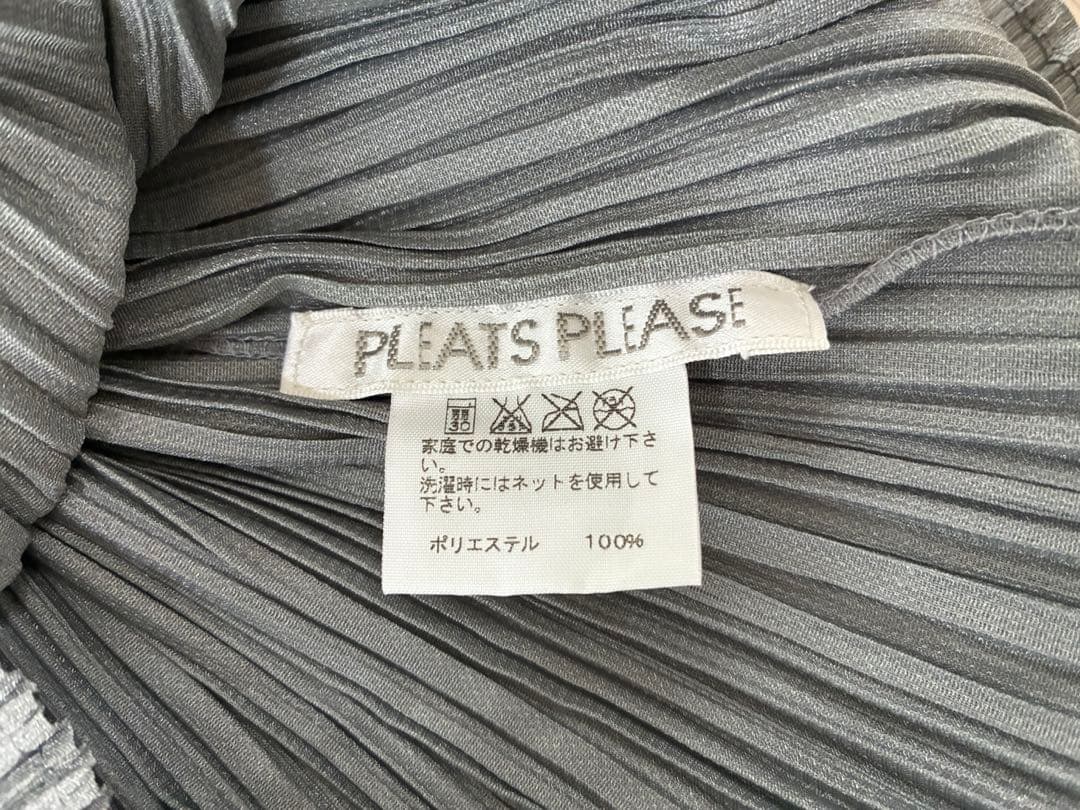 PLEATS PLEASE
30
家庭での乾燥機はお避け下さ
い。
洗濯時にはネットを使用して
下さい。
ポリエステル 100%